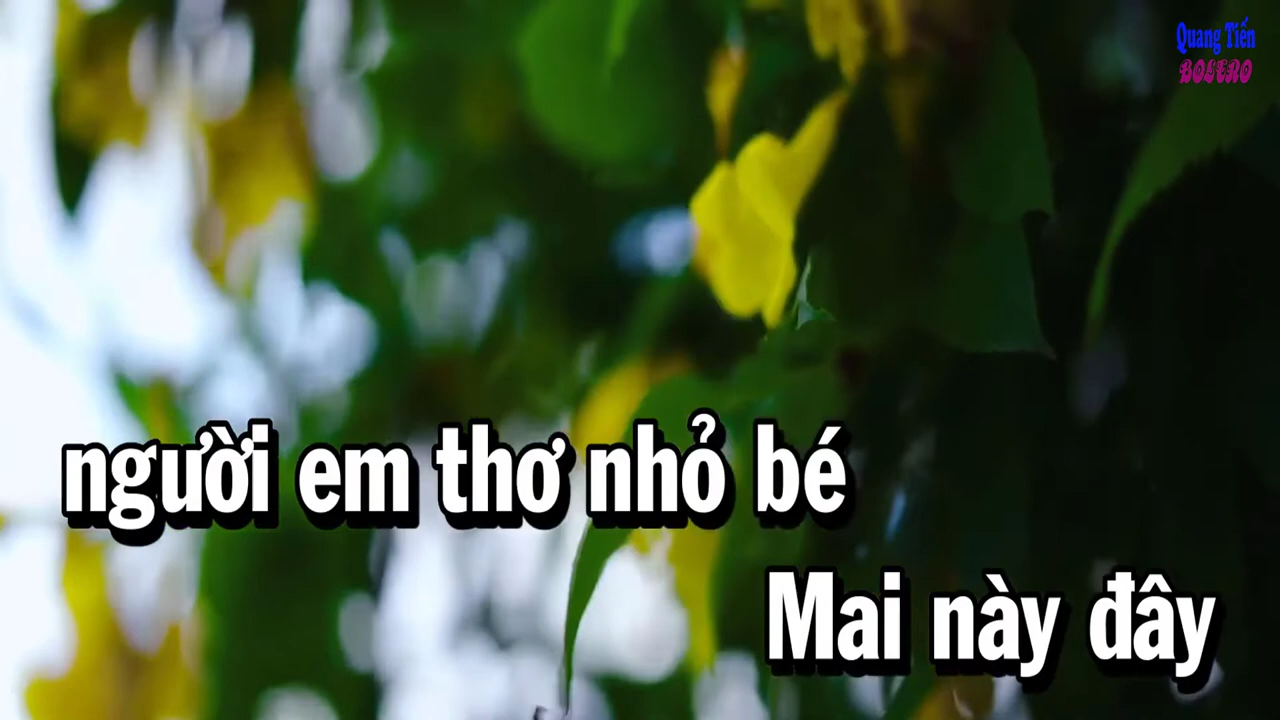 Quang Tiến
BOLERO
người em thơ nhỏ bé
Mai này đây